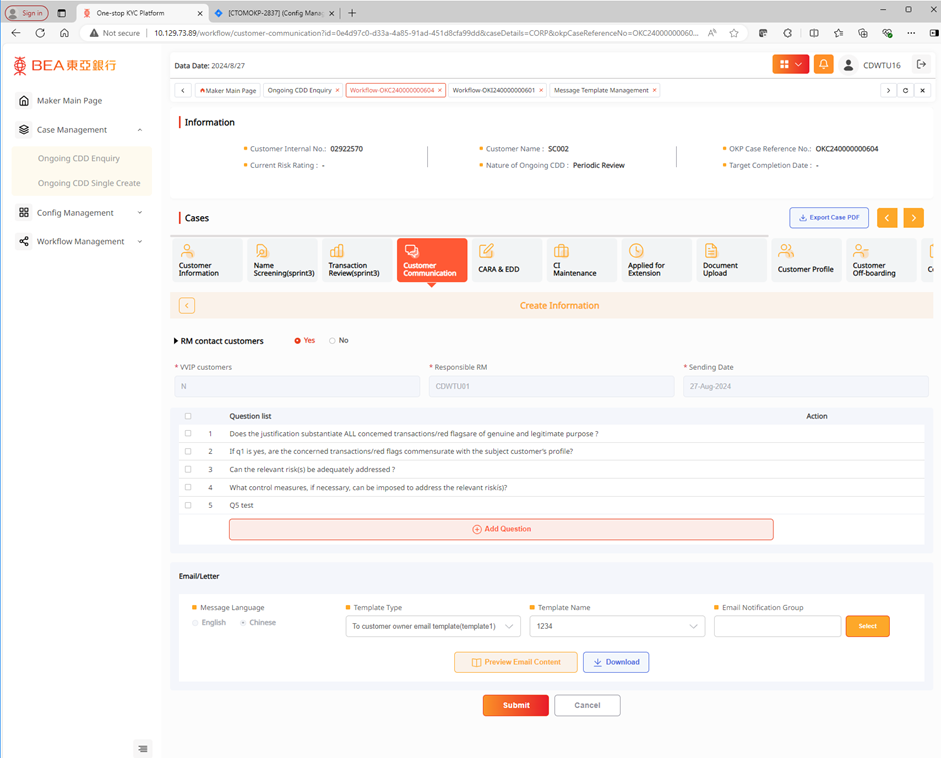 Sign in
One-stop KYC Platform
[CTOMOKP-2837] (Config Mana
Not secure
10.129.73.89/workflow/customer-communication?id=0e4d97c0-d33a-4a85-91ad-451d8cfa99dd&caseDetails=CORP&okpCaseReferenceNo=OKC24000000060...
BEA東亞銀行
Data Date: 2024/8/27
CDWTU16
Maker Main Page
Ongoing CDD Enquiry
Workflow-OKC240000000604
Workflow-OKI240000000601
Message Template Management
Maker Main Page
Case Management
Ongoing CDD Enquiry
Ongoing CDD Single Create
Config Management
Workflow Management
Information
Customer Internal No.: 02922570
Customer Name : SC002
OKP Case Reference No.: OKC240000000604
Current Risk Rating : -
Nature of Ongoing CDD : Periodic Review
Target Completion Date : -
Cases
Export Case PDF
Customer Information
Name Screening(sprint3)
Transaction Review(sprint3)
Customer Communication
CARA & EDD
CI Maintenance
Applied for Extension
Document Upload
Customer Profile
Customer Off-boarding
Create Information
RM contact customers
Yes
No
* VVIP customers
* Responsible RM
* Sending Date
N
CDWTU01
27-Aug-2024
Question list
Action
1 Does the justification substantiate ALL concerned transactions/red flagsare of genuine and legitimate purpose ?
2 If q1 is yes, are the concerned transactions/red flags commensurate with the subject customer's profile?
3 Can the relevant risk(s) be adequately addressed ?
4 What control measures, if necessary, can be imposed to address the relevant risk(s)?
5 Q5 test
Add Question
Email/Letter
Message Language
Template Type
Template Name
Email Notification Group
English
Chinese
To customer owner email template(template1)
1234
Select
Preview Email Content
Download
Submit
Cancel